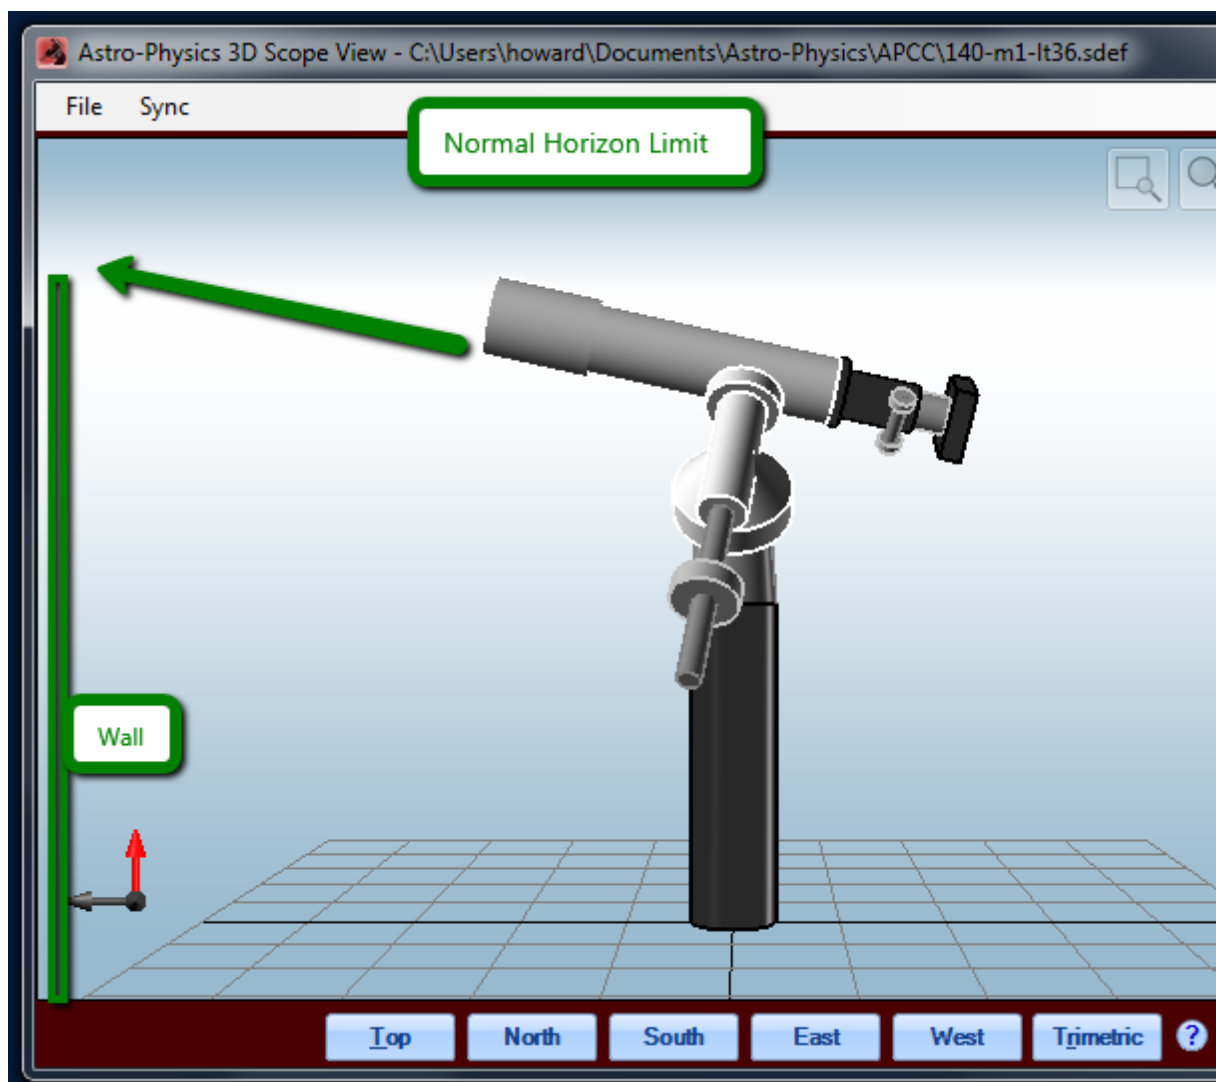 Astro-Physics 3D Scope View - C:\Users\howard\Documents\Astro-Physics\APCC\140-m1-lt36.sdef
File Sync
Normal Horizon Limit
Wall
Top North South East West Trimetric ?